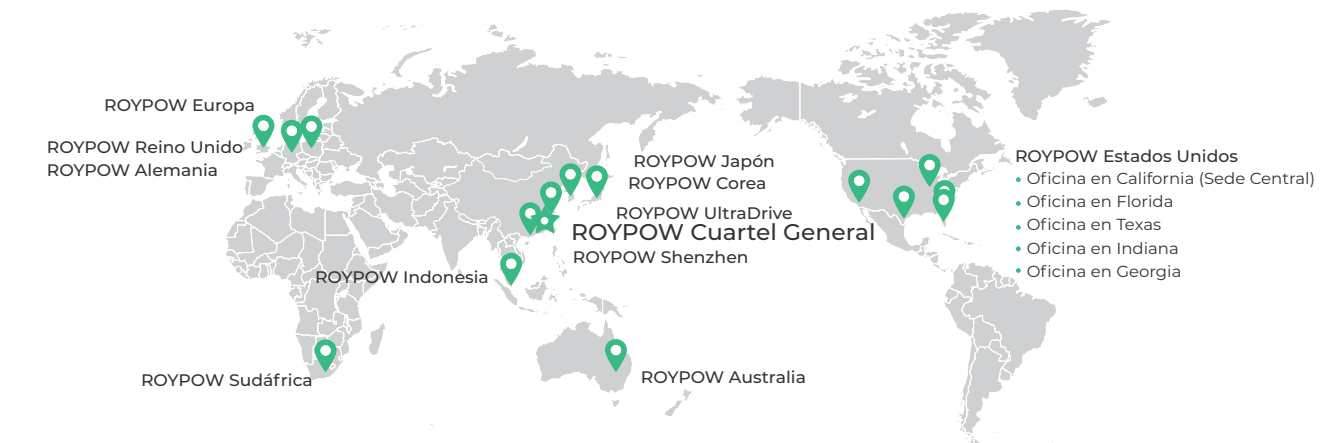 ROYPOW Europa
ROYPOW Reino Unido
ROYPOW Alemania
ROYPOW Japón
ROYPOW Corea
ROYPOW UltraDrive
ROYPOW Cuartel General
ROYPOW Shenzhen
ROYPOW Indonesia
ROYPOW Sudáfrica
ROYPOW Australia
ROYPOW Estados Unidos
• Oficina en California (Sede Central)
• Oficina en Florida
• Oficina en Texas
• Oficina en Indiana
• Oficina en Georgia